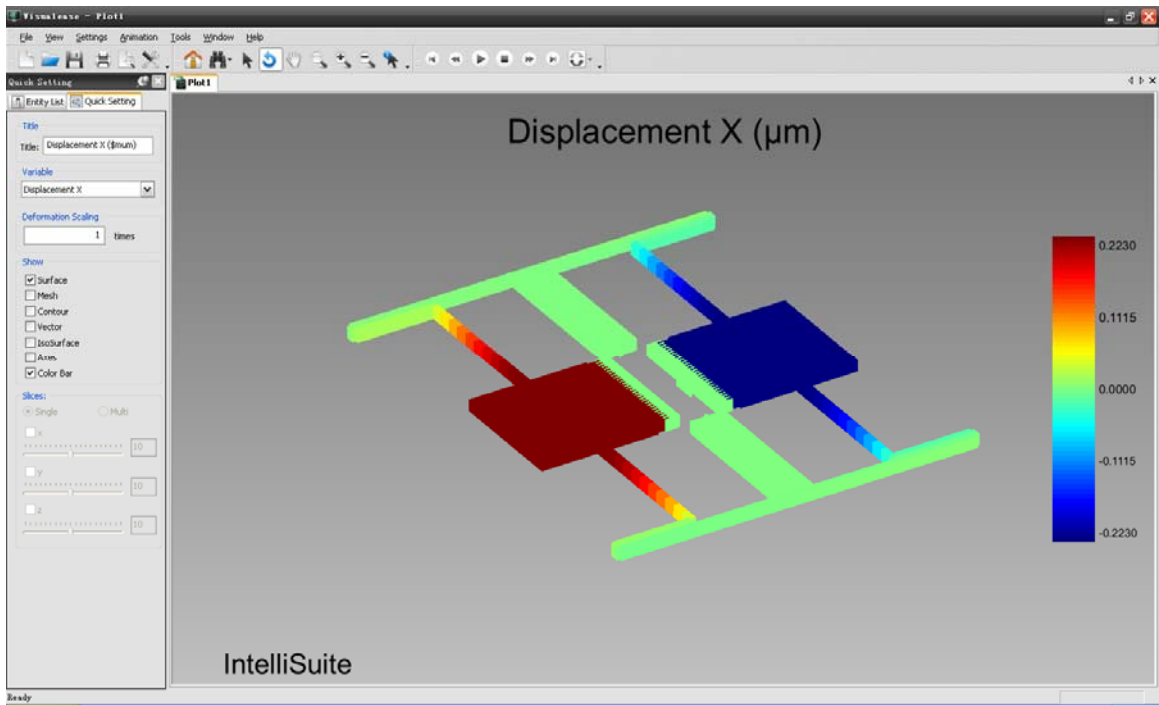 Visualease - Plot1
File View Settings Animation Tools Window Help
Quick Setting
Plot1
Entity List Quick Setting
Title
Title: Displacement X ($mum)
Variable
Displacement X
Deformation Scaling
1 times
Show
Surface
Mesh
Contour
Vector
IsoSurface
Axes
Color Bar
Slices:
Single Multi
x
10
y
10
z
10
Displacement X (µm)
0.2230
0.1115
0.0000
-0.1115
-0.2230
IntelliSuite
Ready